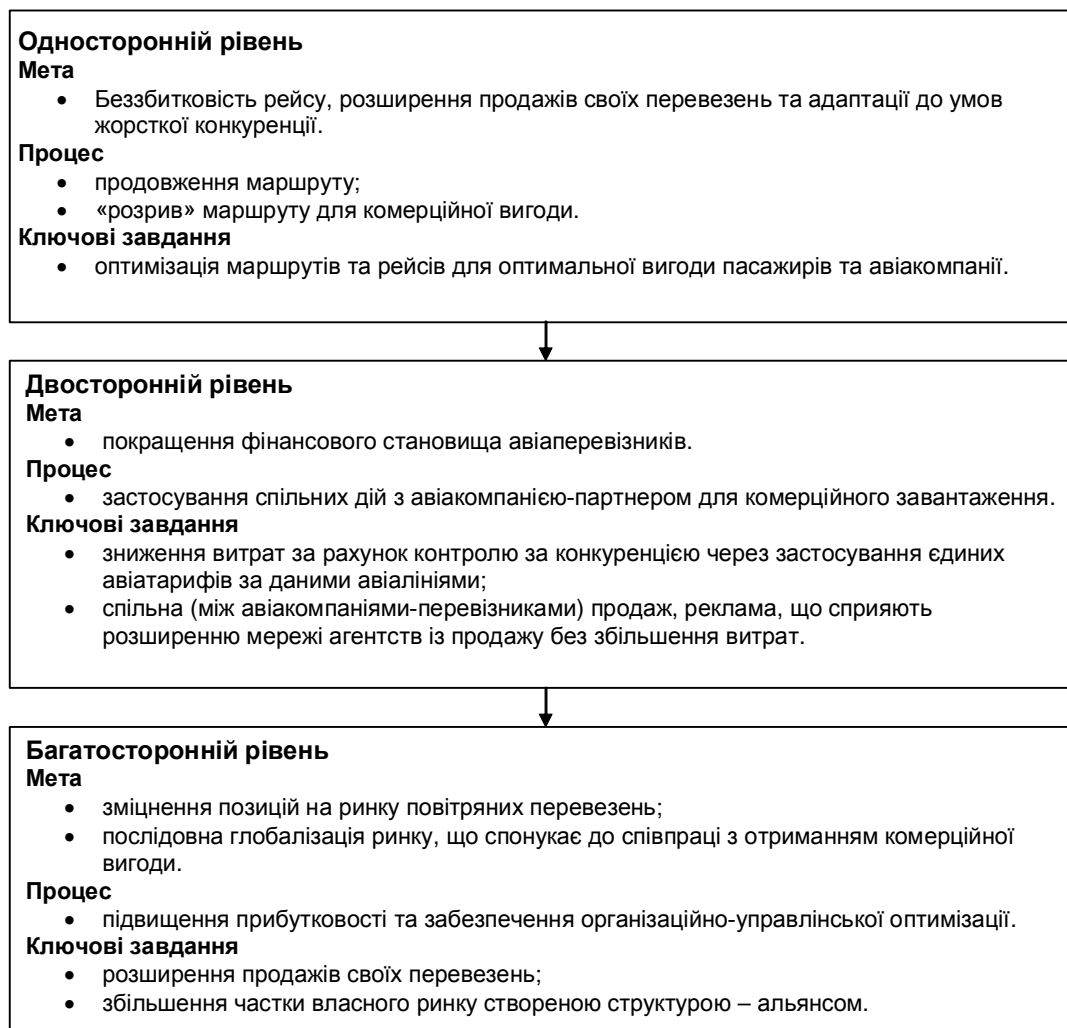 Односторонній рівень
Мета
• Беззбитковість рейсу, розширення продажів своїх перевезень та адаптації до умов
жорсткої конкуренції.
Процес
• продовження маршруту;
• «розрив» маршруту для комерційної вигоди.
Ключові завдання
• оптимізація маршрутів та рейсів для оптимальної вигоди пасажирів та авіакомпанії.
Двосторонній рівень
Мета
• покращення фінансового становища авіаперевізників.
Процес
• застосування спільних дій з авіакомпанією-партнером для комерційного завантаження.
Ключові завдання
• зниження витрат за рахунок контролю за конкуренцією через застосування єдиних
авіатарифів за даними авіалініями;
• спільна (між авіакомпаніями-перевізниками) продаж, реклама, що сприяють
розширенню мережі агентств із продажу без збільшення витрат.
Багатосторонній рівень
Мета
• зміцнення позицій на ринку повітряних перевезень;
• послідовна глобалізація ринку, що спонукає до співпраці з отриманням комерційної
вигоди.
Процес
• підвищення прибутковості та забезпечення організаційно-управлінської оптимізації.
Ключові завдання
• розширення продажів своїх перевезень;
• збільшення частки власного ринку створеною структурою – альянсом.